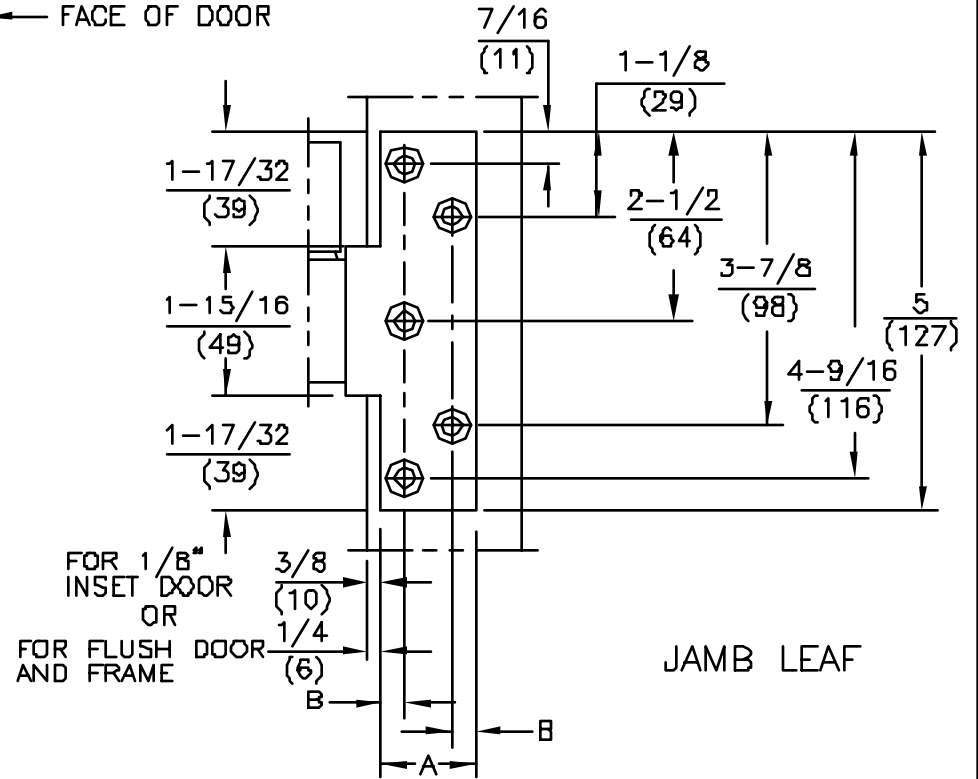 FACE OF DOOR
7/16
(11)
1-1/8
(29)
1-17/32
(39)
2-1/2
(64)
3-7/8
(98)
1-15/16
(49)
5
(127)
4-9/16
(116)
1-17/32
(39)
FOR 1/8"
INSET DOOR
OR
FOR FLUSH DOOR
AND FRAME
3/8
(10)
1/4
(6)
JAMB LEAF
B
B
A